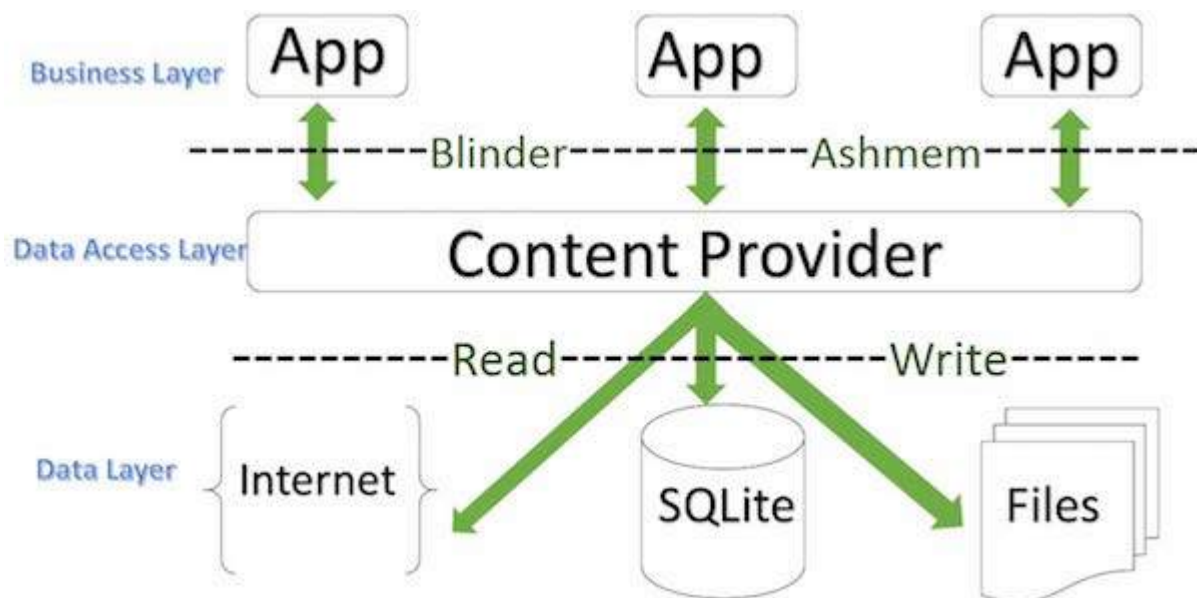 App App App
Business Layer
Blinder Ashmem
Data Access Layer
Content Provider
Read Write
Data Layer
Internet
SQLite
Files